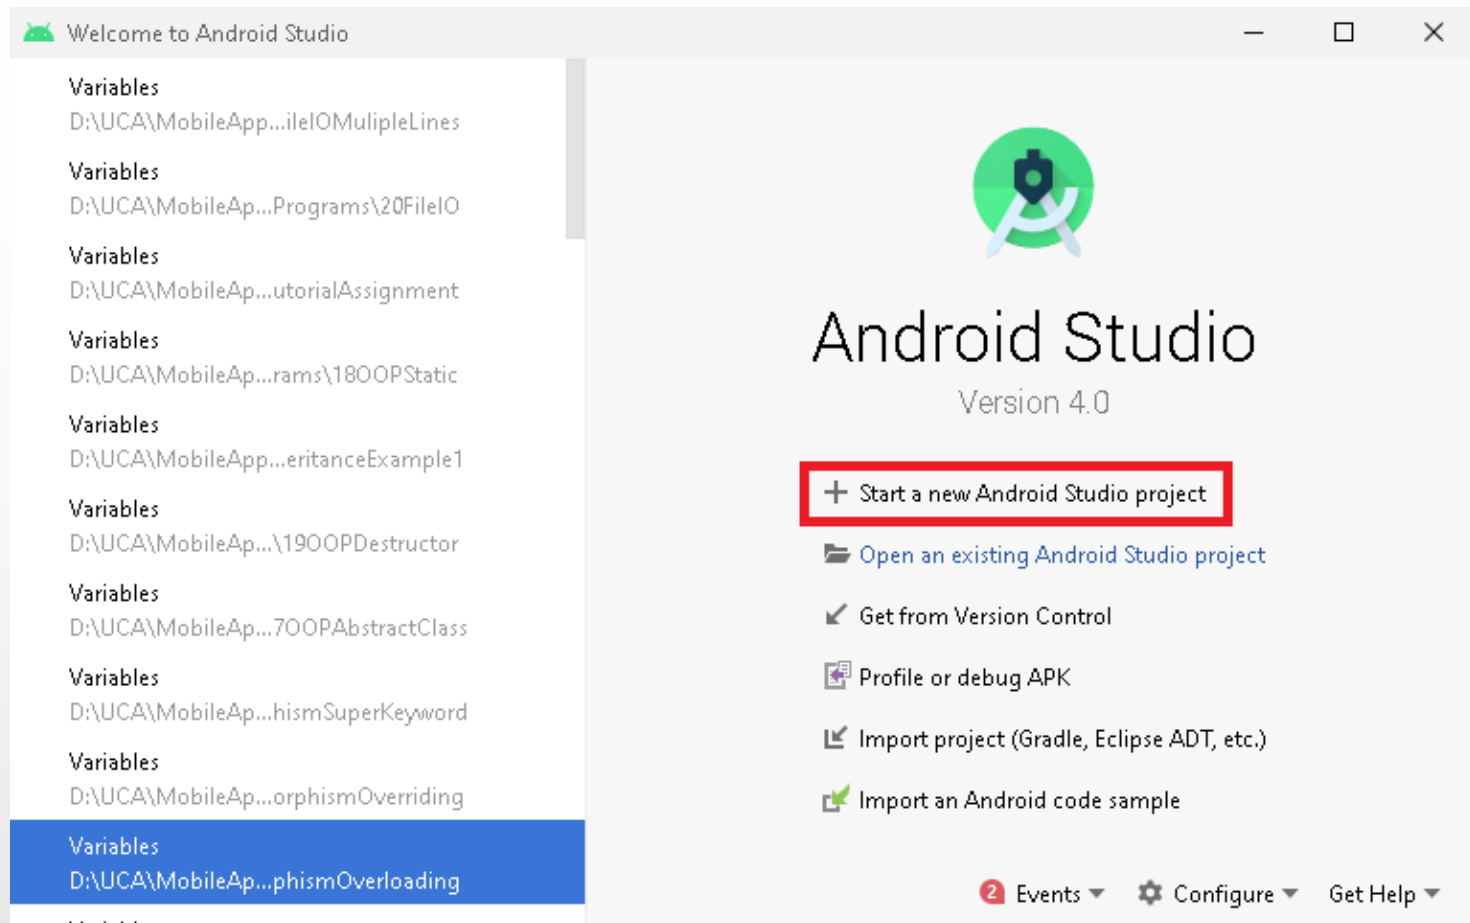 Welcome to Android Studio
Variables
D:\UCA\MobileApp...ileIOMulipleLines
Variables
D:\UCA\MobileAp...Programs\20FileIO
Variables
D:\UCA\MobileAp...utorialAssignment
Variables
D:\UCA\MobileAp...rams\18OOPStatic
Variables
D:\UCA\MobileApp...eritanceExample1
Variables
D:\UCA\MobileAp...\19OOPDestructor
Variables
D:\UCA\MobileAp...7OOPAbstractClass
Variables
D:\UCA\MobileAp...hismSuperKeyword
Variables
D:\UCA\MobileAp...orphismOverriding
Variables
D:\UCA\MobileAp...phismOverloading
Android Studio
Version 4.0
Start a new Android Studio project
Open an existing Android Studio project
Get from Version Control
Profile or debug APK
Import project (Gradle, Eclipse ADT, etc.)
Import an Android code sample
2 Events Configure Get Help